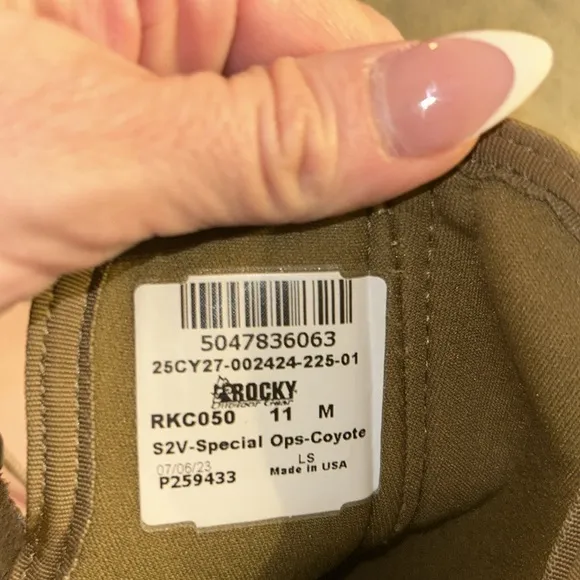 5047836063
25CY27-002424-225-01
ROCKY
RKC050 11 M
S2V-Special Ops-Coyote
07/06/23 LS
P259433 Made in USA